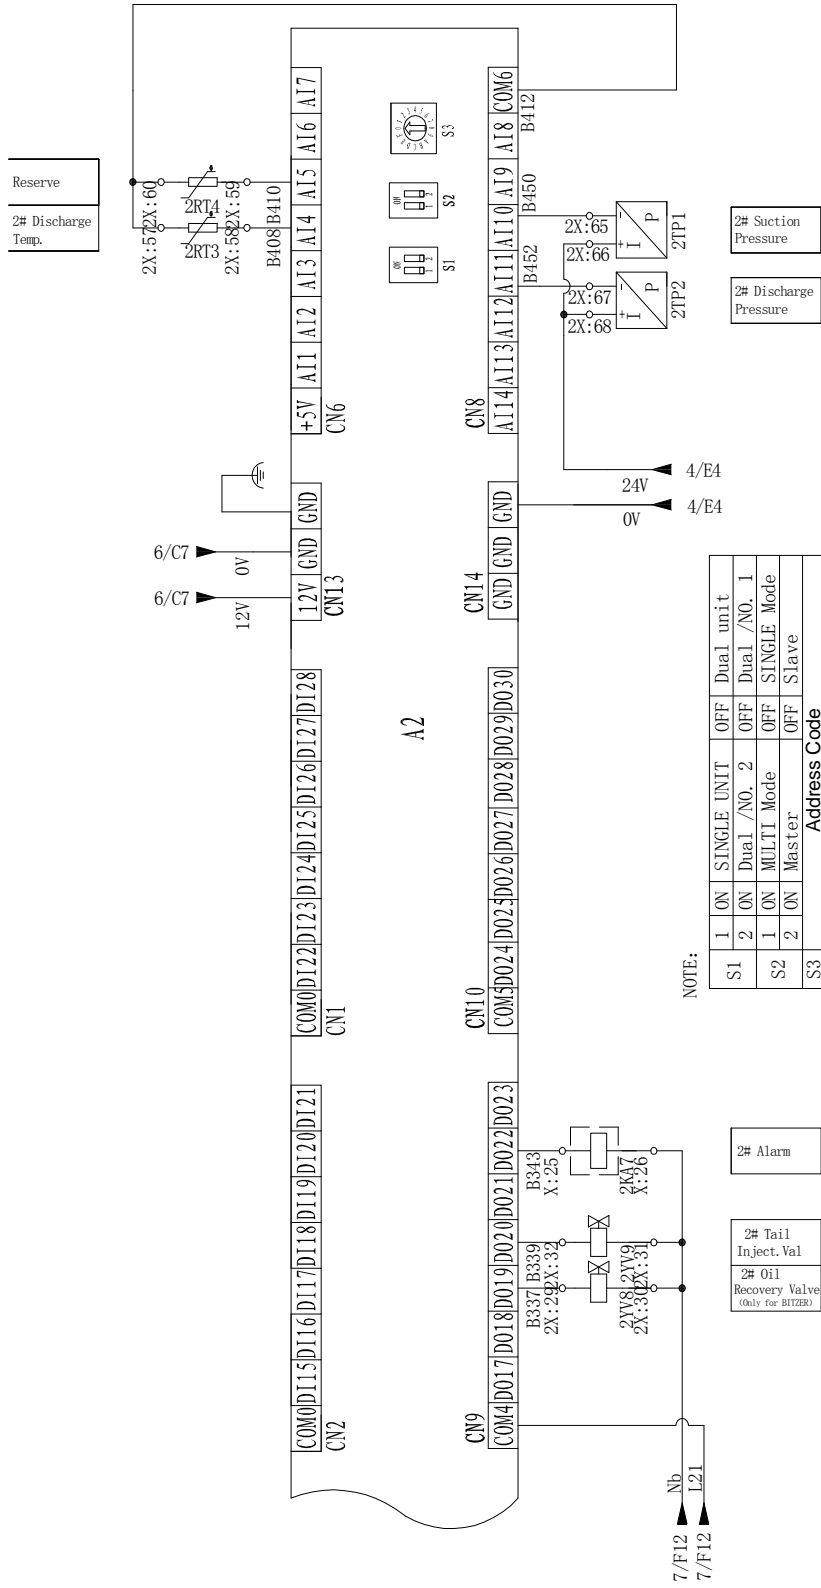 Reserve
2# Discharge
Temp.
2X:57
2X:60
2RT4
2RT3
2X:58
2X:59
B408
B410
AI7
AI6
AI5
AI4
AI3
AI2
AI1
+5V
CN6
S3
S2
ON
1 2
S1
ON
1 2
COM6
AI8
AI9
AI10
AI11
AI12
AI13
AI14
CN8
B412
B450
B452
2X:65
2X:66
2X:67
2X:68
- P
+ I
2TP1
- P
+ I
2TP2
2# Suction
Pressure
2# Discharge
Pressure
24V
4/E4
0V
4/E4
6/C7
0V
6/C7
12V
GND
GND
12V
CN13
GND
GND
GND
CN14
A2
DI28
DI27
DI26
DI25
DI24
DI23
DI22
COM0
CN1
DO30
DO29
DO28
DO27
DO26
DO25
DO24
COM5
CN10
NOTE:
S1 1 ON SINGLE UNIT OFF Dual unit
2 ON Dual /NO. 2 OFF Dual /NO. 1
S2 1 ON MULTI Mode OFF SINGLE Mode
2 ON Master OFF Slave
S3 Address Code
DI21
DI20
DI19
DI18
DI17
DI16
DI15
COM0
CN2
DO23
DO22
DO21
DO20
DO19
DO18
DO17
COM4
CN9
B343
X:25
2KA7
X:26
B339
2X:32
2YV9
2X:31
B337
2X:29
2YV8
2X:30
2# Alarm
2# Tail
Inject.Val
2# Oil
Recovery Valve
(Only for BITZER)
Nb
L21
7/F12
7/F12